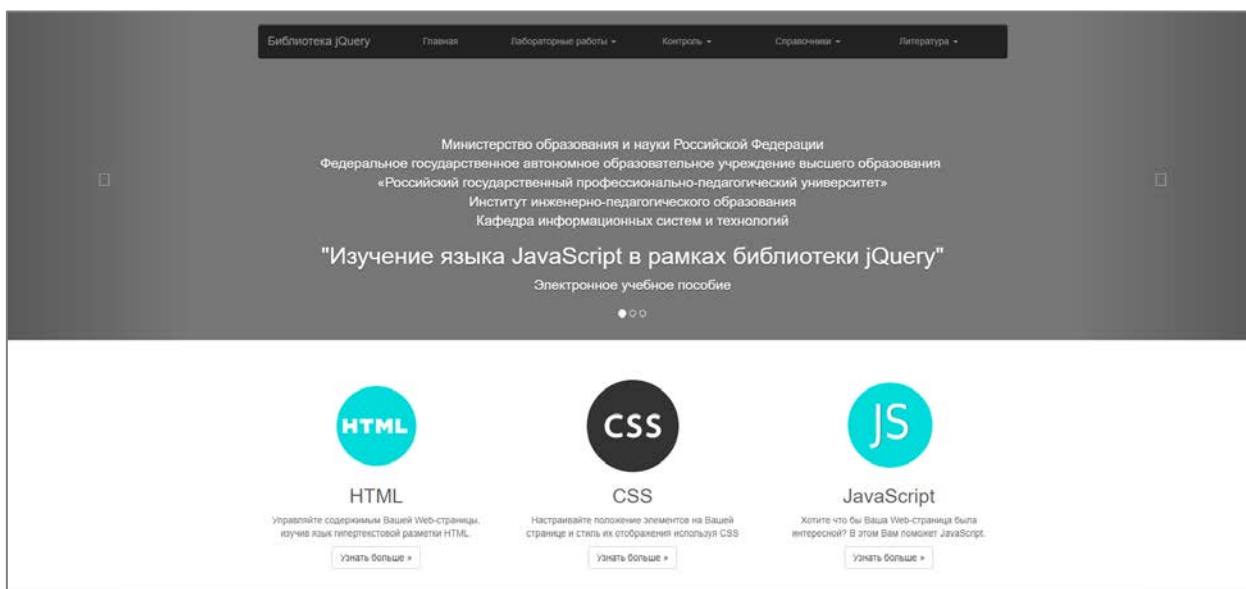 Библиотека jQuery Главная Лабораторные работы Контроль Справочники Литература
Министерство образования и науки Российской Федерации
Федеральное государственное автономное образовательное учреждение высшего образования
«Российский государственный профессионально-педагогический университет»
Институт инженерно-педагогического образования
Кафедра информационных систем и технологий
"Изучение языка JavaScript в рамках библиотеки jQuery"
Электронное учебное пособие
HTML CSS JS
HTML CSS JavaScript
Управляйте содержимым Вашей Web-страницы,
изучив язык гипертекстовой разметки HTML.
Узнать больше »
Настраивайте положение элементов на Вашей
странице и стиль их отображения используя CSS
Узнать больше »
Хотите что бы Ваша Web-страница была
интересной? В этом Вам поможет JavaScript.
Узнать больше »